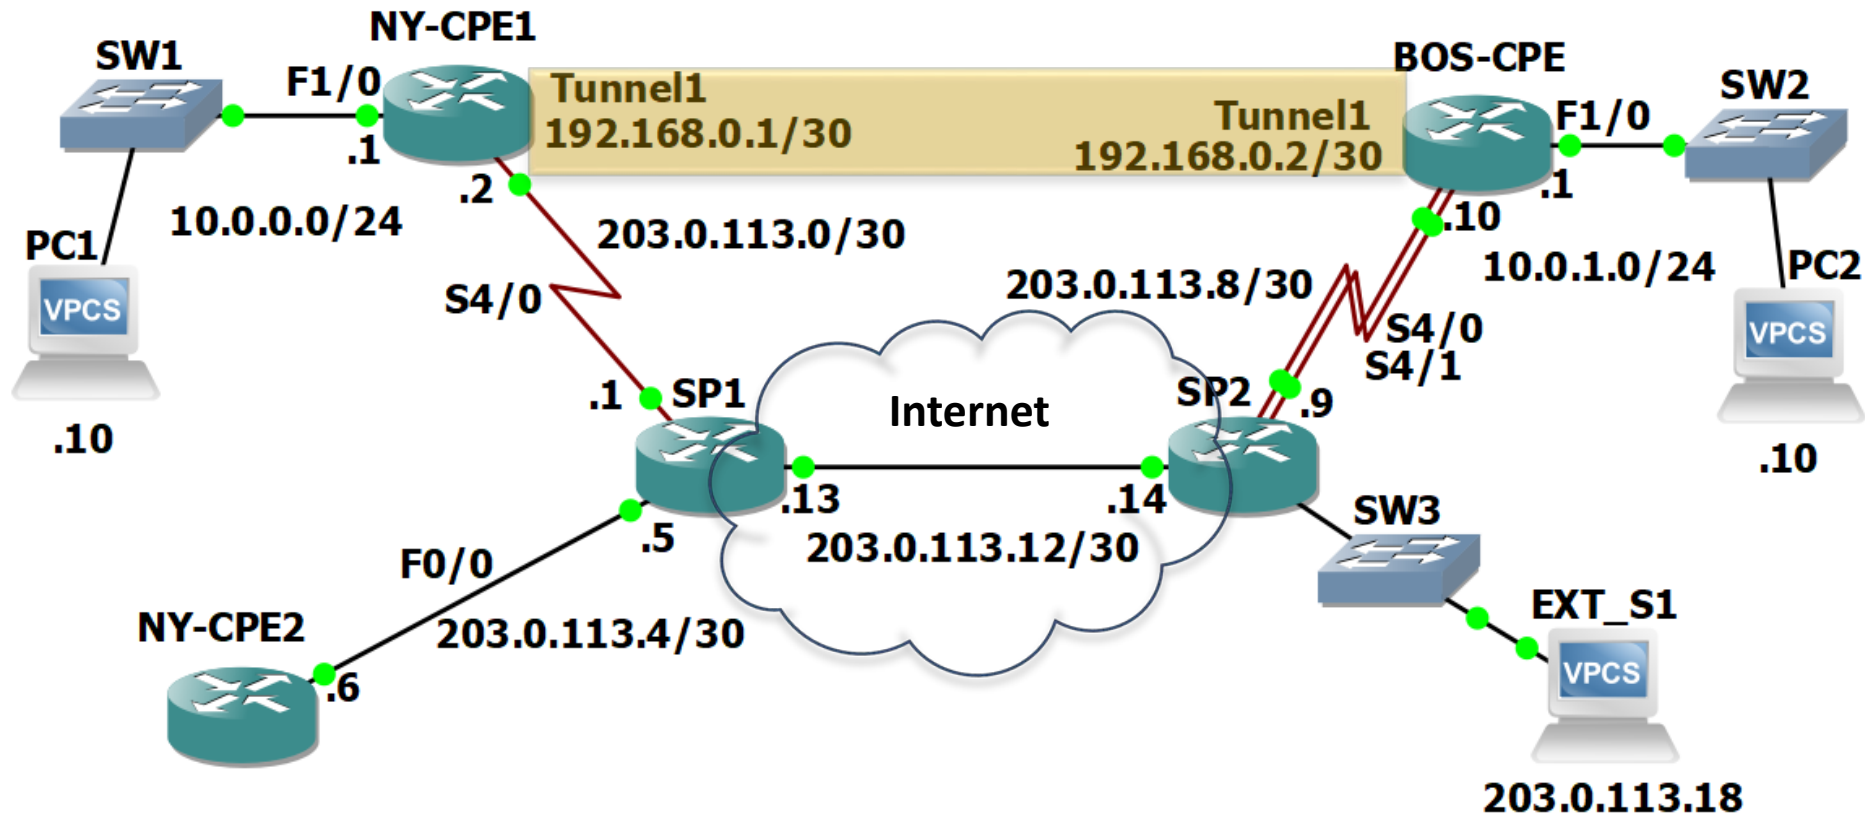 NY-CPE1
SW1
BOS-CPE
F1/0
Tunnel1
192.168.0.1/30
Tunnel1
192.168.0.2/30
F1/0
SW2
.1
.2
.1
10.0.0.0/24
203.0.113.0/30
.10
10.0.1.0/24
PC1
VPCS
.10
S4/0
203.0.113.8/30
S4/0
S4/1
PC2
VPCS
.10
.1
SP1
Internet
SP2
.9
.13
.14
203.0.113.12/30
.5
F0/0
203.0.113.4/30
NY-CPE2
.6
SW3
EXT_S1
VPCS
203.0.113.18